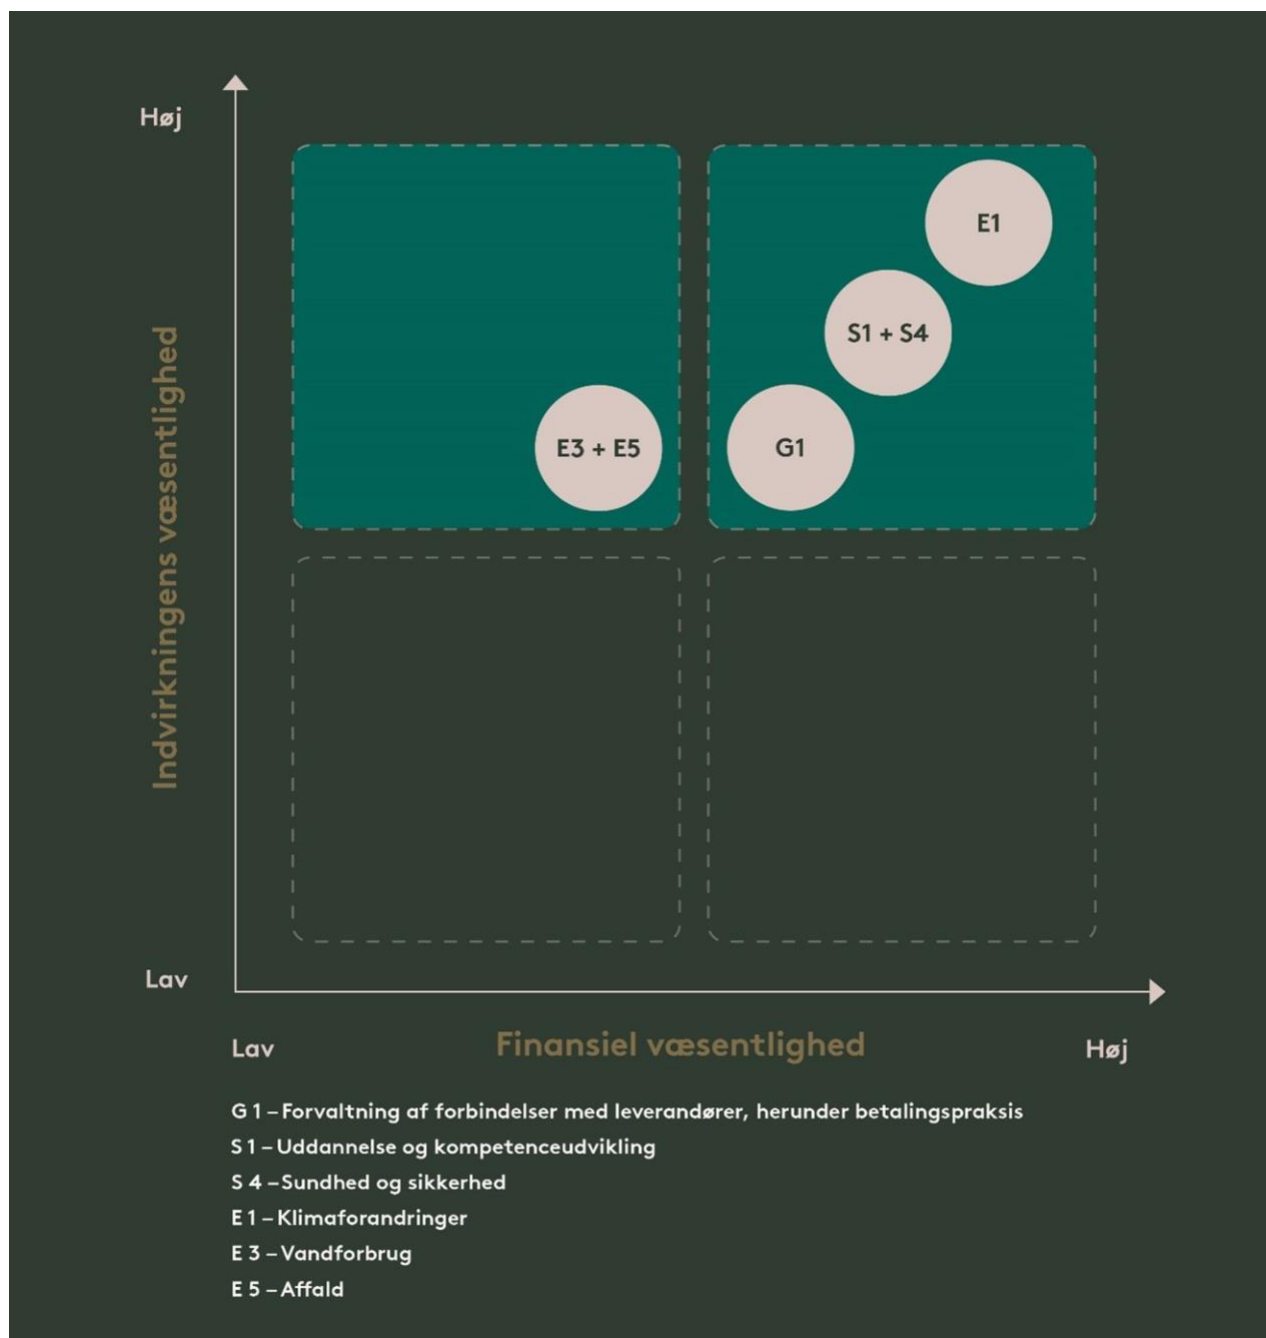 Høj
E1
S1 + S4
E3 + E5
G1
Indvirkningens væsentlighed
Lav
Lav
Finansiel væsentlighed
Høj
G 1 – Forvaltning af forbindelser med leverandører, herunder betalingspraksis
S 1 – Uddannelse og kompetenceudvikling
S 4 – Sundhed og sikkerhed
E 1 – Klimaforandringer
E 3 – Vandforbrug
E 5 – Affald